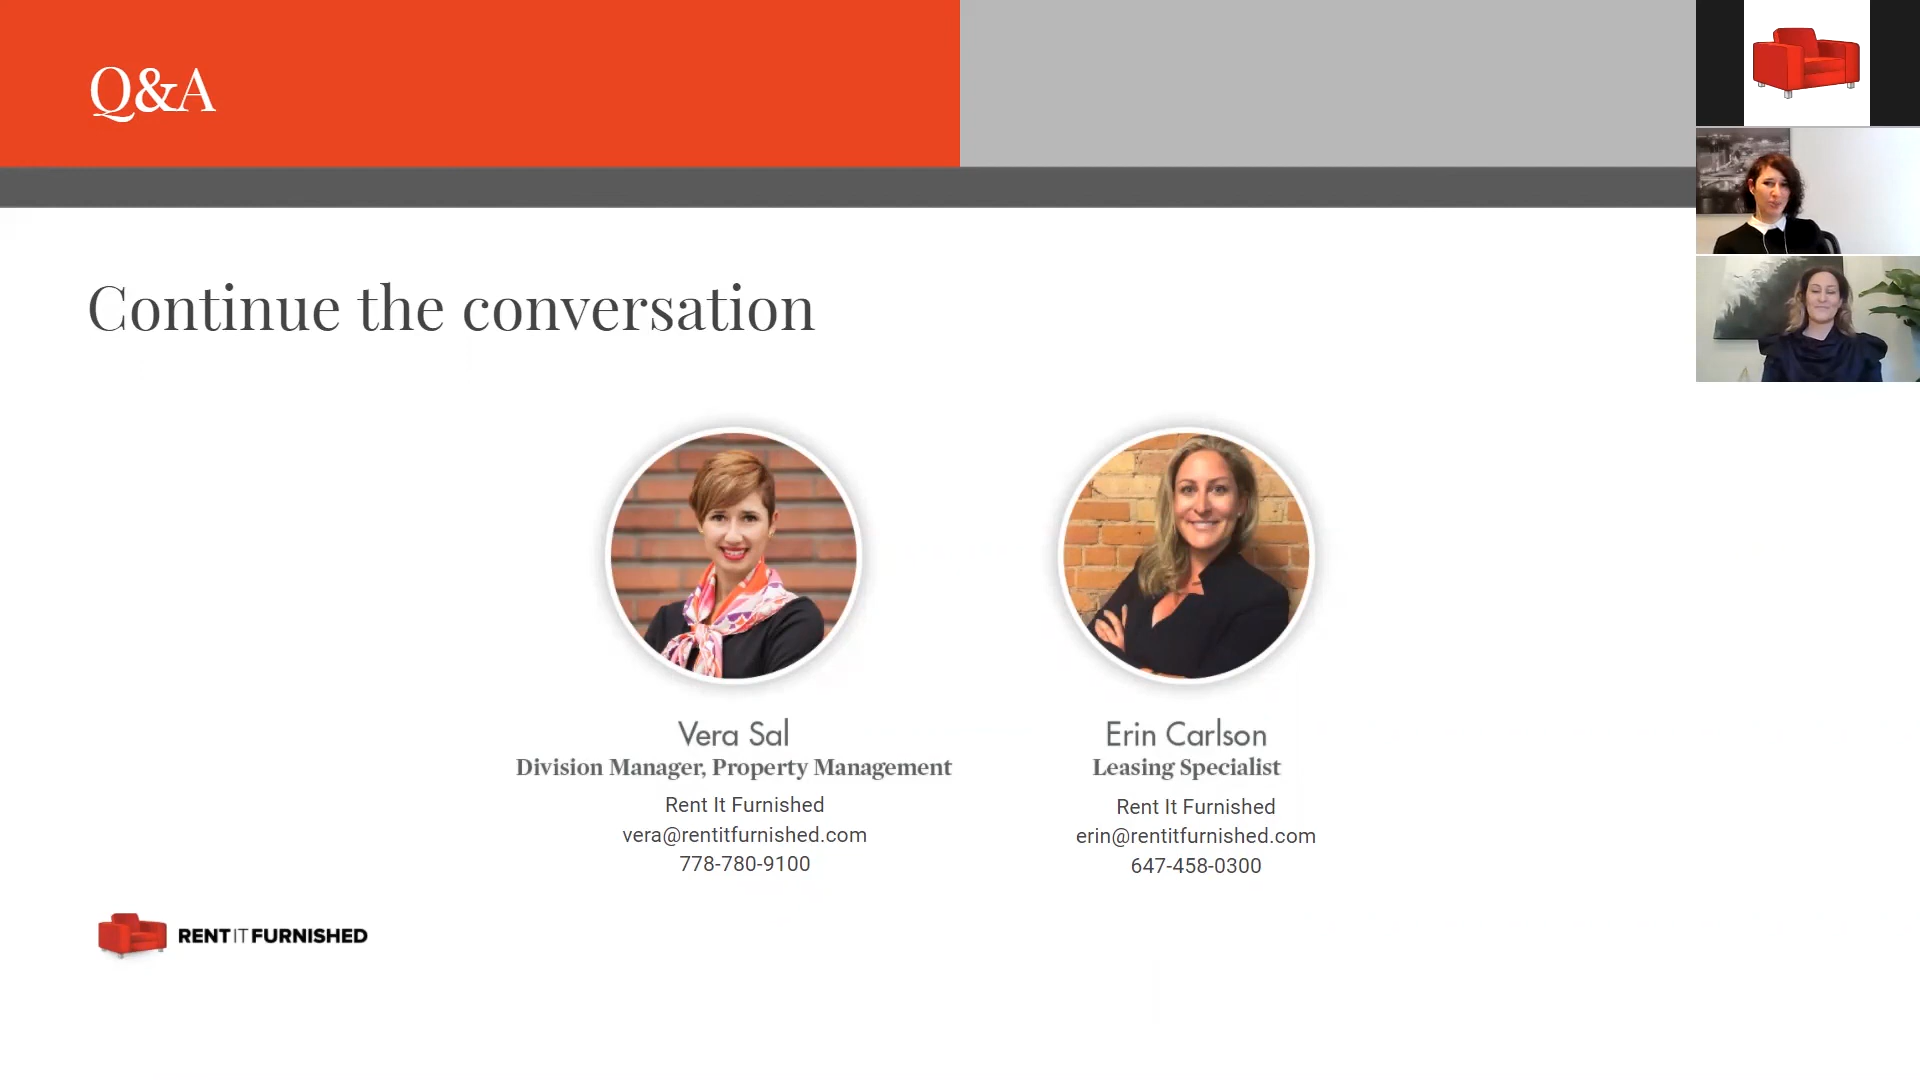 Q&A
Continue the conversation
Vera Sal
Division Manager, Property Management
Rent It Furnished
vera@rentitfurnished.com
778-780-9100
Erin Carlson
Leasing Specialist
Rent It Furnished
erin@rentitfurnished.com
647-458-0300
RENT IT FURNISHED